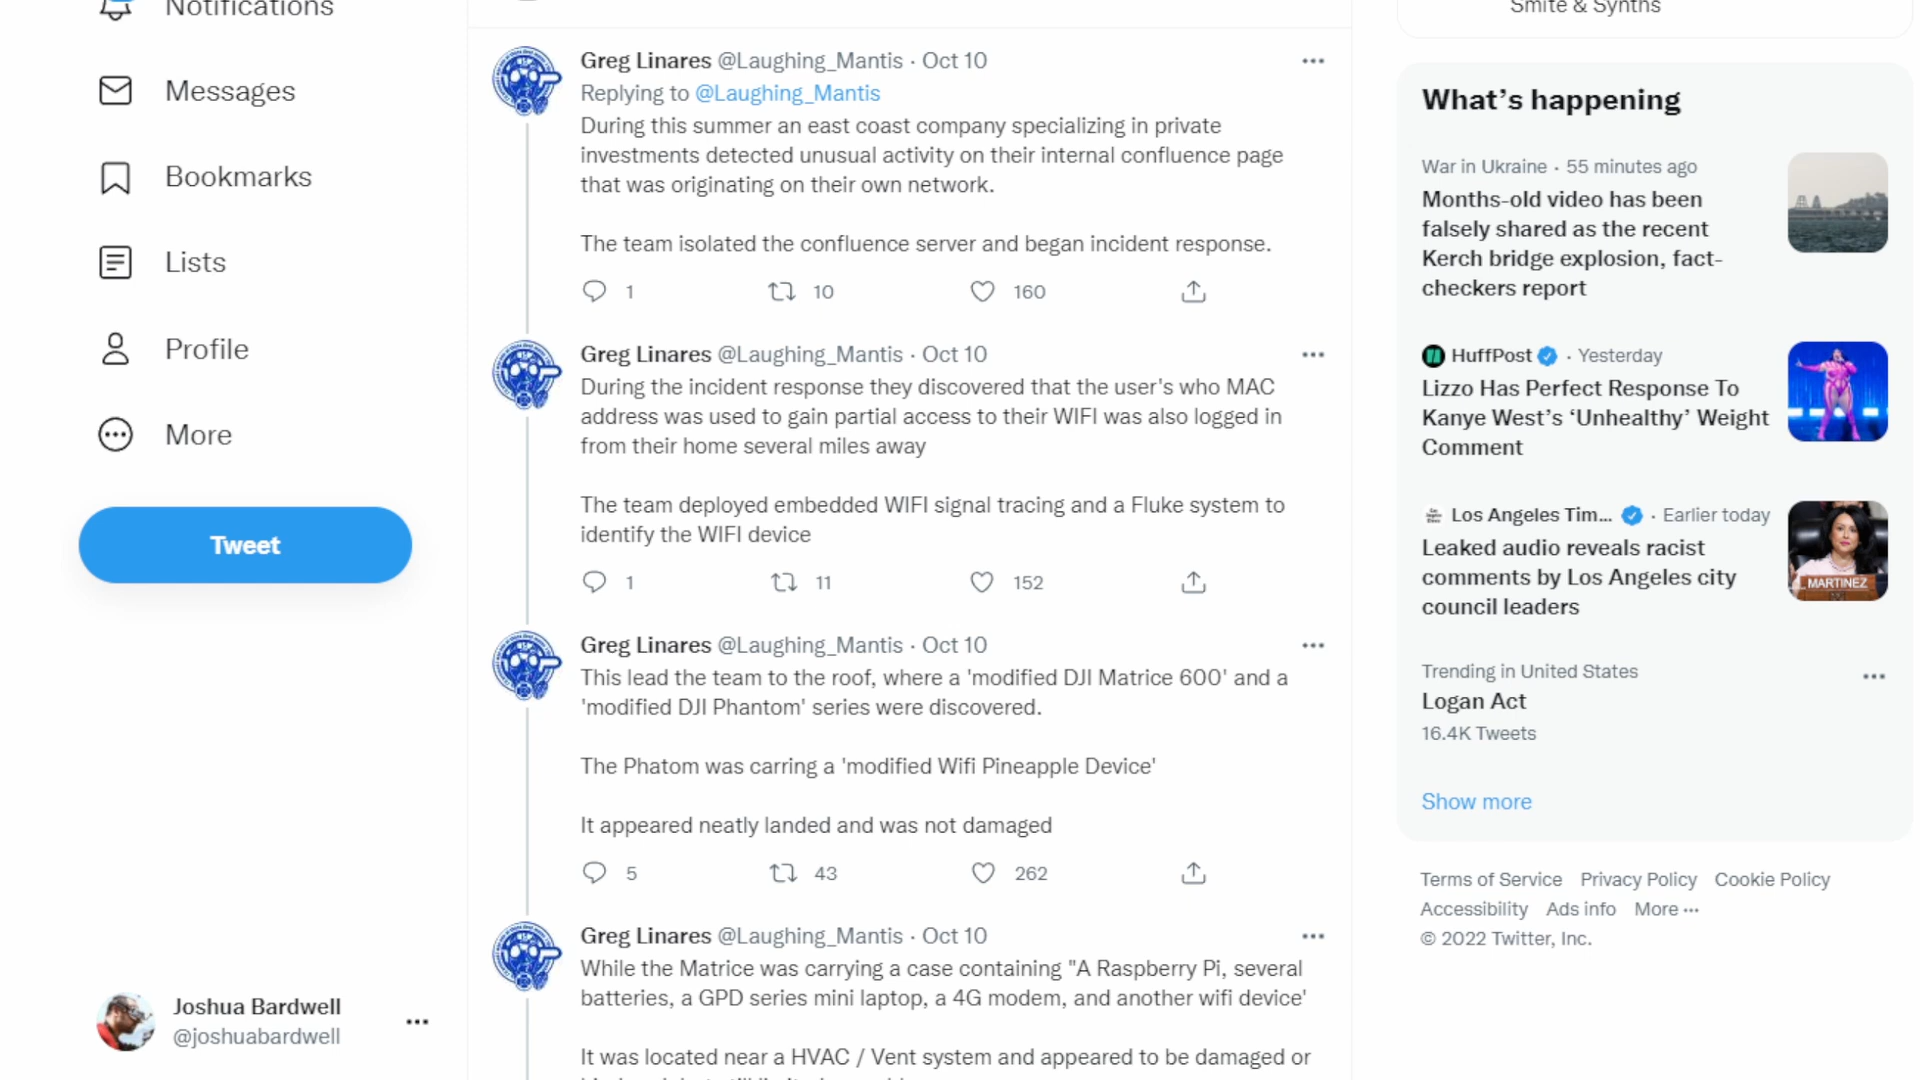 Notifications
Messages
Bookmarks
Lists
Profile
More
Tweet
Joshua Bardwell
@joshuabardwell
Greg Linares @Laughing_Mantis · Oct 10
Replying to @Laughing_Mantis
During this summer an east coast company specializing in private
investments detected unusual activity on their internal confluence page
that was originating on their own network.
The team isolated the confluence server and began incident response.
1 10 160
Greg Linares @Laughing_Mantis · Oct 10
During the incident response they discovered that the user's who MAC
address was used to gain partial access to their WIFI was also logged in
from their home several miles away
The team deployed embedded WIFI signal tracing and a Fluke system to
identify the WIFI device
1 11 152
Greg Linares @Laughing_Mantis · Oct 10
This lead the team to the roof, where a 'modified DJI Matrice 600' and a
'modified DJI Phantom' series were discovered.
The Phatom was carring a 'modified Wifi Pineapple Device'
It appeared neatly landed and was not damaged
5 43 262
Greg Linares @Laughing_Mantis · Oct 10
While the Matrice was carrying a case containing "A Raspberry Pi, several
batteries, a GPD series mini laptop, a 4G modem, and another wifi device'
It was located near a HVAC / Vent system and appeared to be damaged or
Smite & Synths
What's happening
War in Ukraine · 55 minutes ago
Months-old video has been
falsely shared as the recent
Kerch bridge explosion, fact-
checkers report
HuffPost · Yesterday
Lizzo Has Perfect Response To
Kanye West's ‘Unhealthy’ Weight
Comment
Los Angeles Tim... · Earlier today
Leaked audio reveals racist
comments by Los Angeles city
council leaders
MARTINEZ
Trending in United States
Logan Act
16.4K Tweets
Show more
Terms of Service Privacy Policy Cookie Policy
Accessibility Ads info More ···
© 2022 Twitter, Inc.